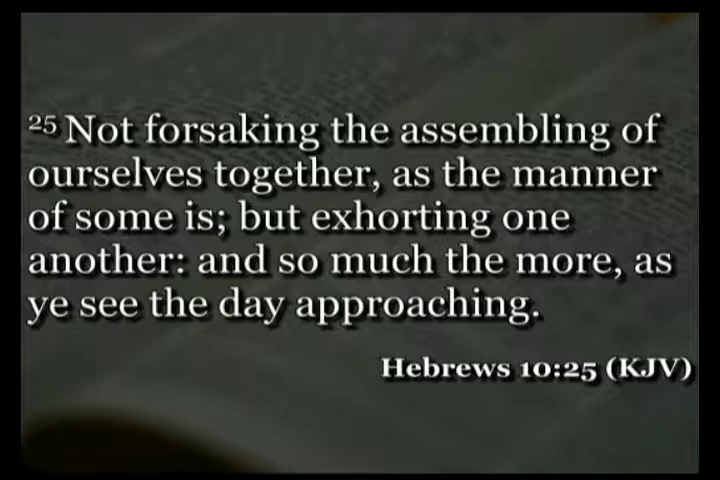 25 Not forsaking the assembling of
ourselves together, as the manner
of some is; but exhorting one
another: and so much the more, as
ye see the day approaching.
Hebrews 10:25 (KJV)